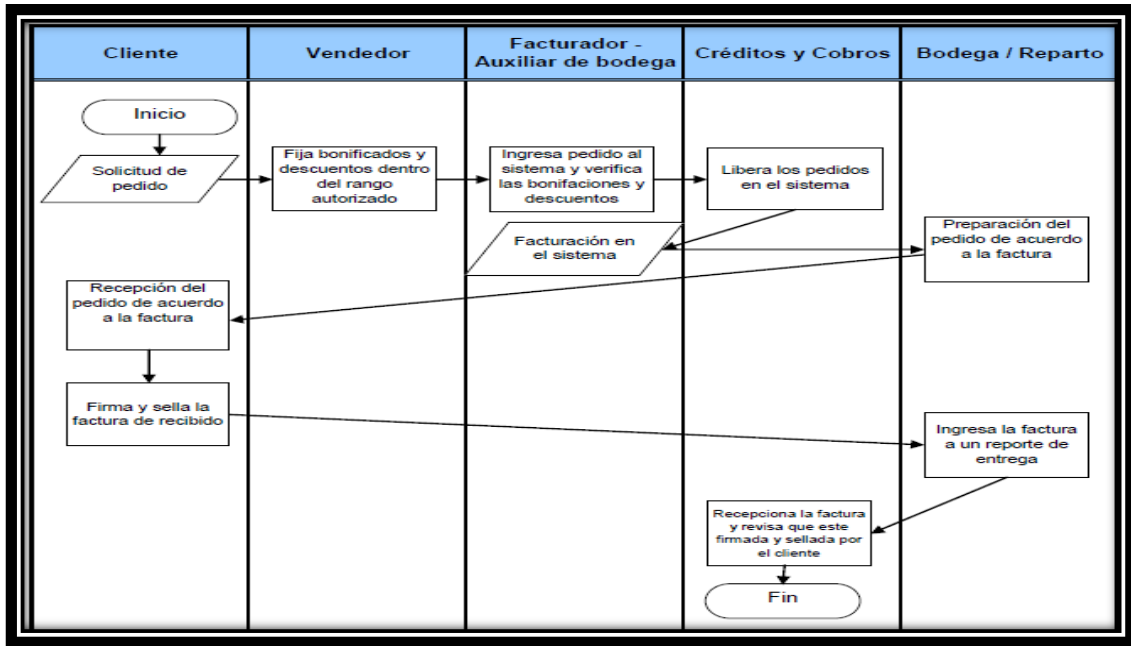 Cliente
Vendedor
Facturador -
Auxiliar de bodega
Créditos y Cobros
Bodega / Reparto
Inicio
Solicitud de
pedido
Fija bonificados y
descuentos dentro
del rango
autorizado
Ingresa pedido al
sistema y verifica
las bonifaciones y
descuentos
Libera los pedidos
en el sistema
Facturación en
el sistema
Preparación del
pedido de acuerdo
a la factura
Recepción del
pedido de acuerdo
a la factura
Firma y sella la
factura de recibido
Ingresa la factura
a un reporte de
entrega
Recepciona la factura
y revisa que este
firmada y sellada por
el cliente
Fin